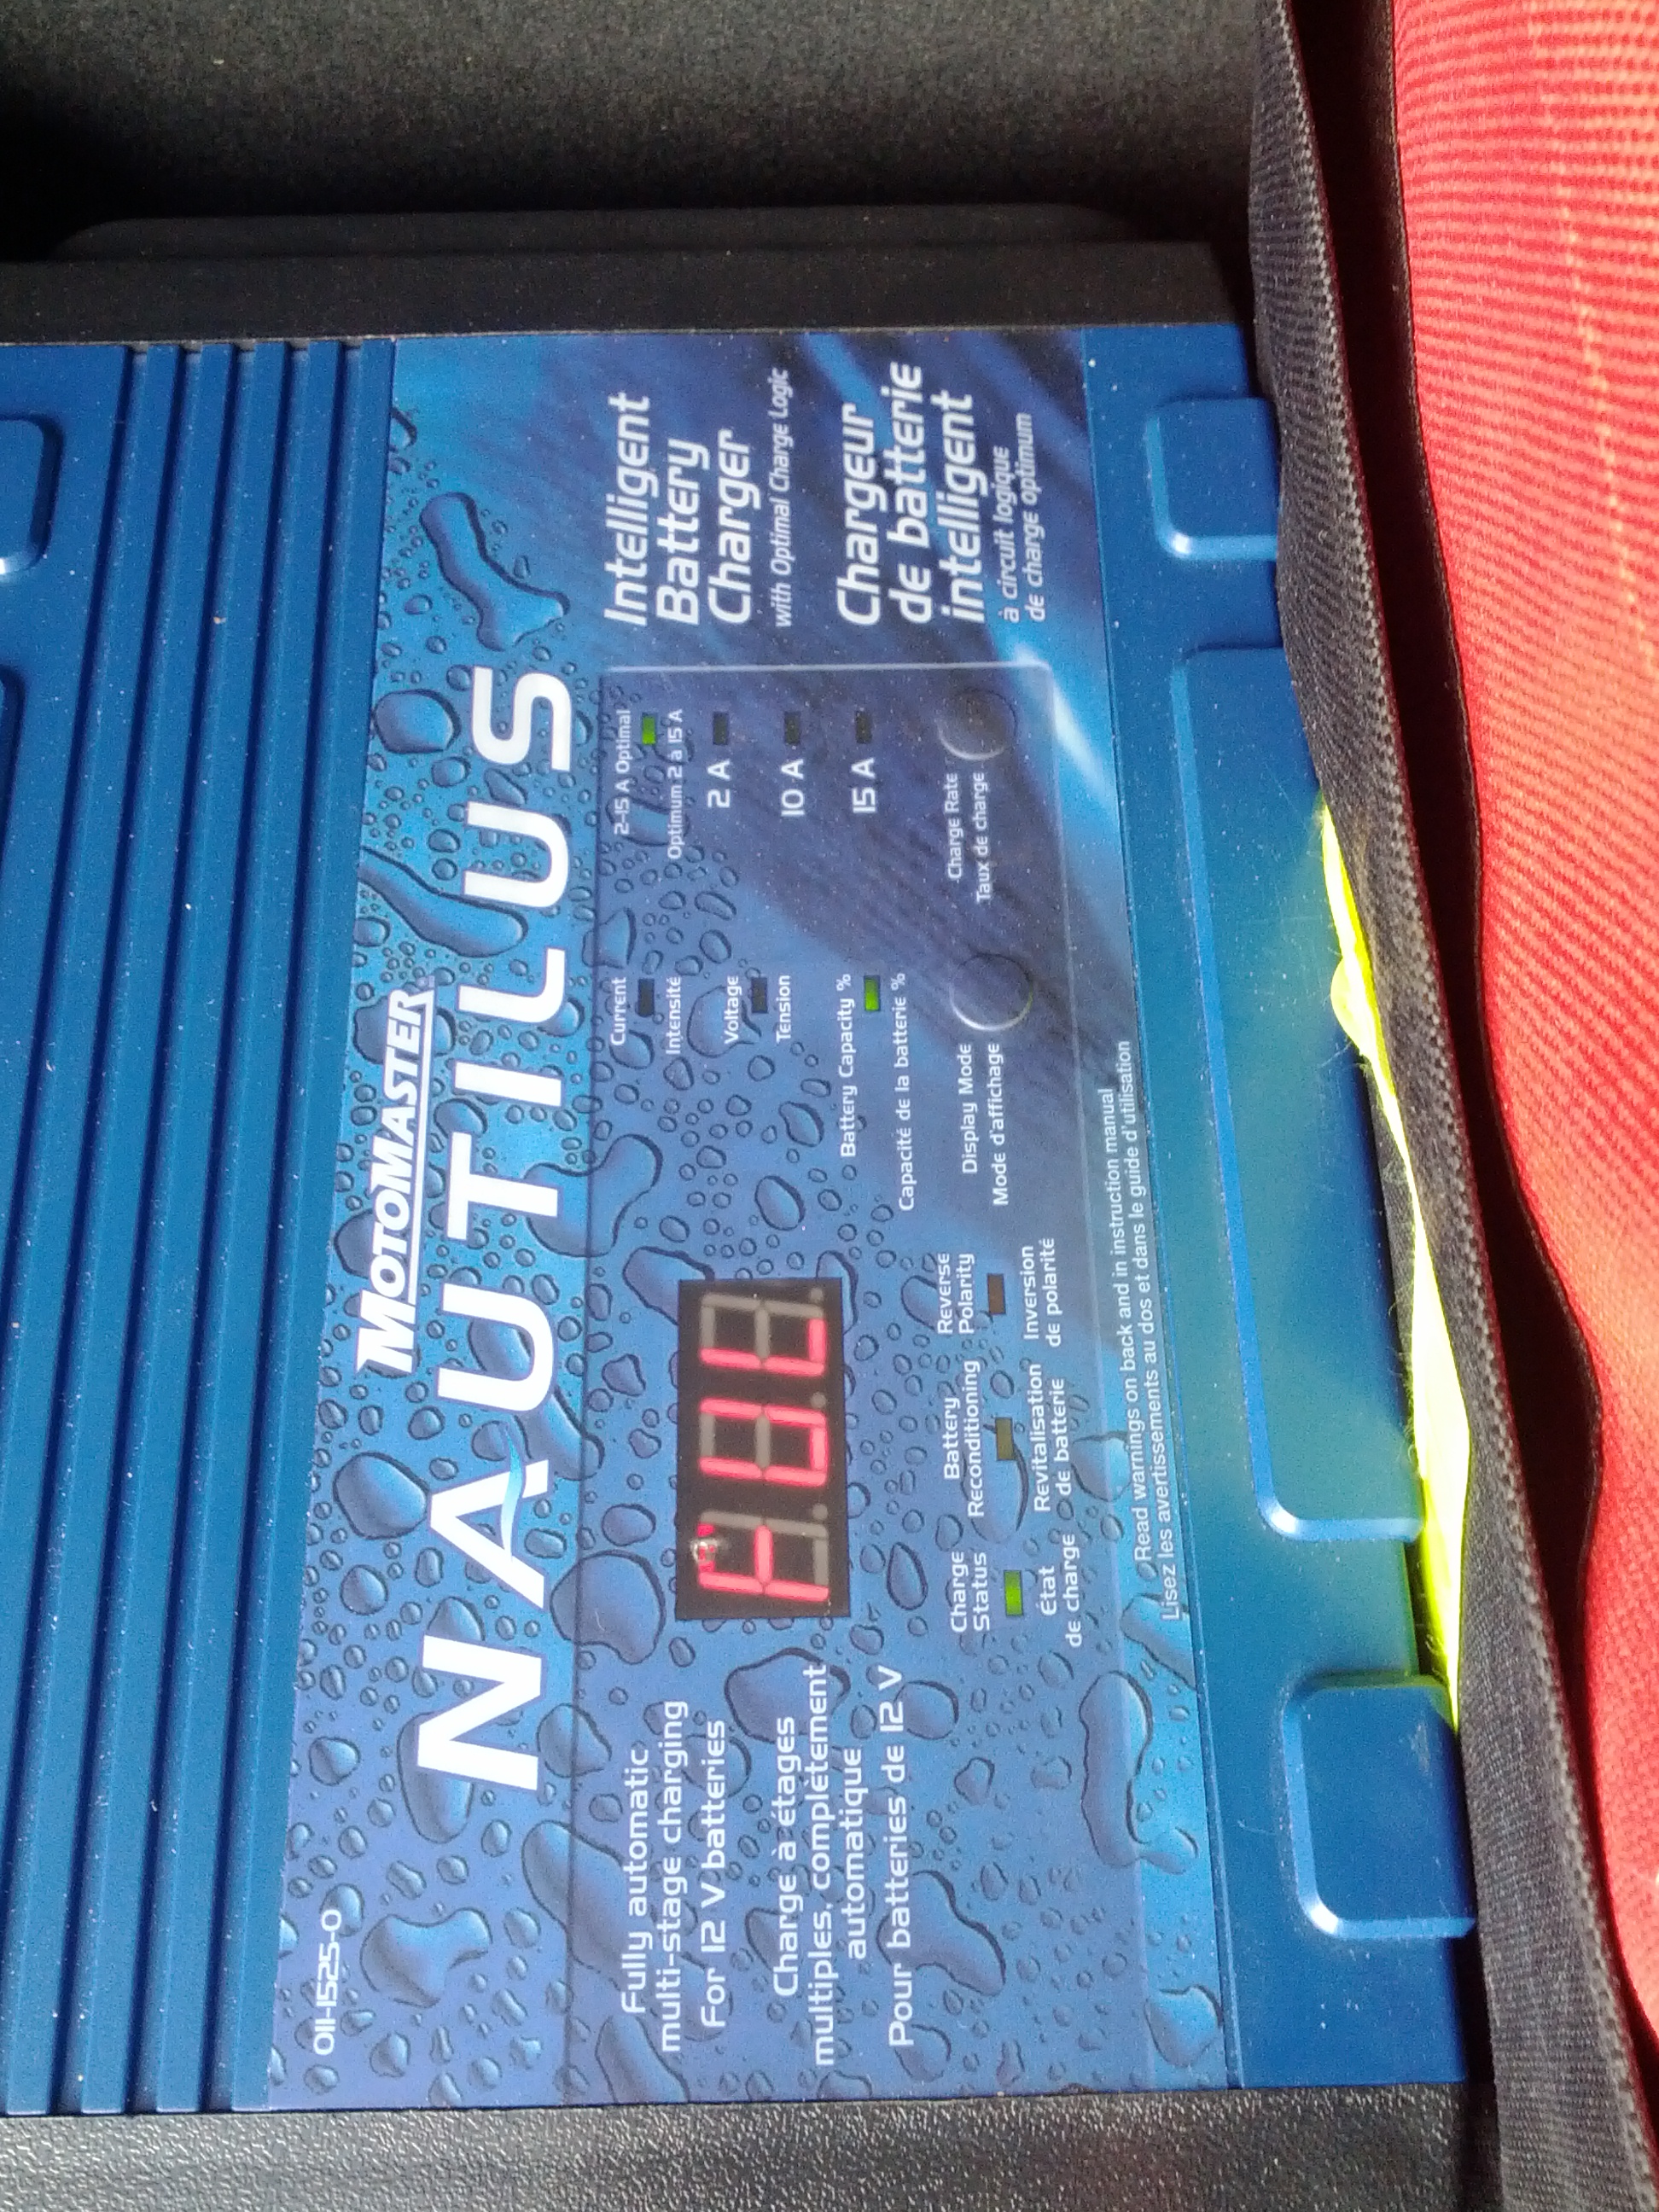 011-1525-0
MOTOMASTER
NAUTILUS
Fully automatic
multi-stage charging
For 12 V batteries
Charge à étages
multiples, complètement
automatique
Pour batteries de 12 V
FUL
Charge
Status
État
de charge
Battery
Reconditioning
Revitalisation
de batterie
Reverse
Polarity
Inversion
de polarité
Current
Intensité
Voltage
Tension
Battery Capacity %
Capacité de la batterie %
Display Mode
Mode d'affichage
2-15 A Optimal
Optimum 2 à 15 A
2 A
10 A
15 A
Charge Rate
Taux de charge
Intelligent
Battery
Charger
with Optimal Charge Logic
Chargeur
de batterie
intelligent
à circuit logique
de charge optimum
Read warnings on back and in instruction manual
Lisez les avertissements au dos et dans le guide d'utilisation